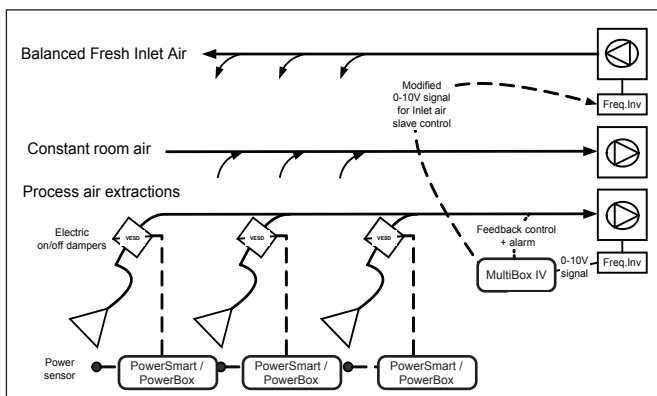 Balanced Fresh Inlet Air
Modified
0-10V signal
for Inlet air
slave control
Freq.Inv
Constant room air
Process air extractions
Electric
on/off dampers
VESD
VESD
VESD
Feedback control
+ alarm
MultiBox IV
0-10V
signal
Freq.Inv
Power
sensor
PowerSmart /
PowerBox
PowerSmart /
PowerBox
PowerSmart /
PowerBox